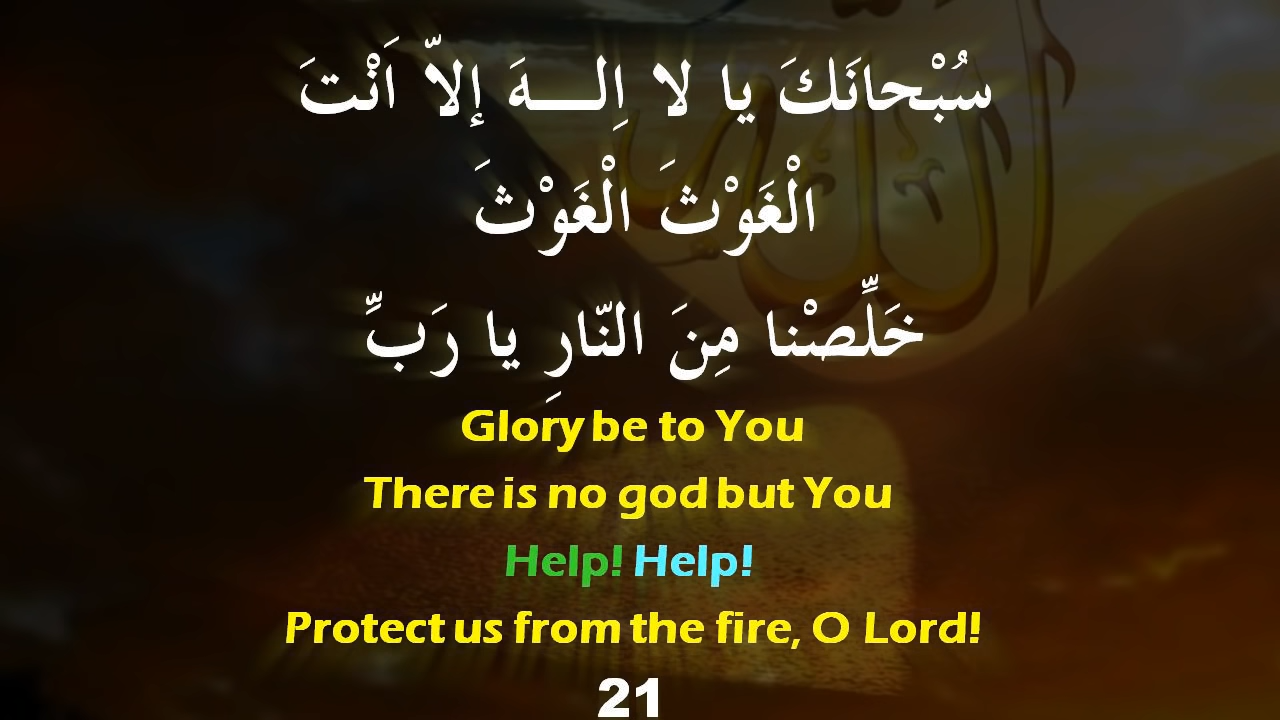 سُبْحانَكَ يا لا اِلـــهَ إلاّ اَنْتَ
الْغَوْثَ الْغَوْثَ
خَلِّصْنا مِنَ النّارِ يا رَبِّ
Glory be to You
There is no god but You
Help! Help!
Protect us from the fire, O Lord!
21